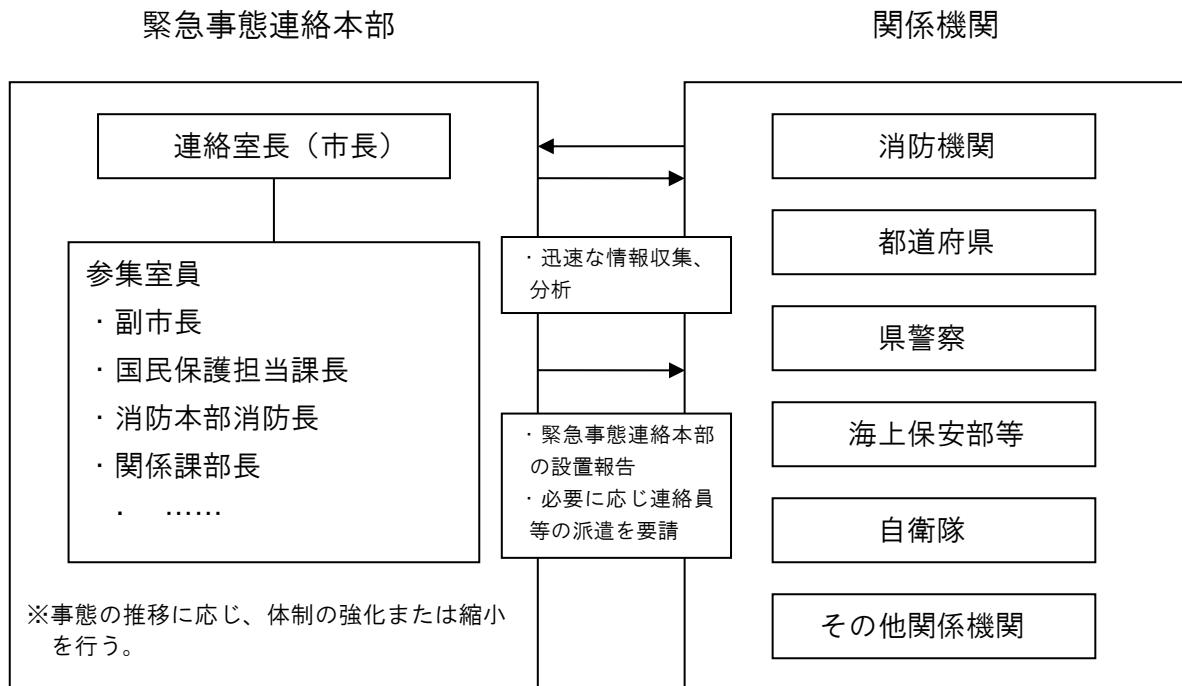 緊急事態連絡本部
関係機関
連絡室長（市長）
参集室員
・副市長
・国民保護担当課長
・消防本部消防長
・関係課部長
・　……
※事態の推移に応じ、体制の強化または縮小
を行う。
・迅速な情報収集、
分析
・緊急事態連絡本部
の設置報告
・必要に応じ連絡員
等の派遣を要請
消防機関
都道府県
県警察
海上保安部等
自衛隊
その他関係機関